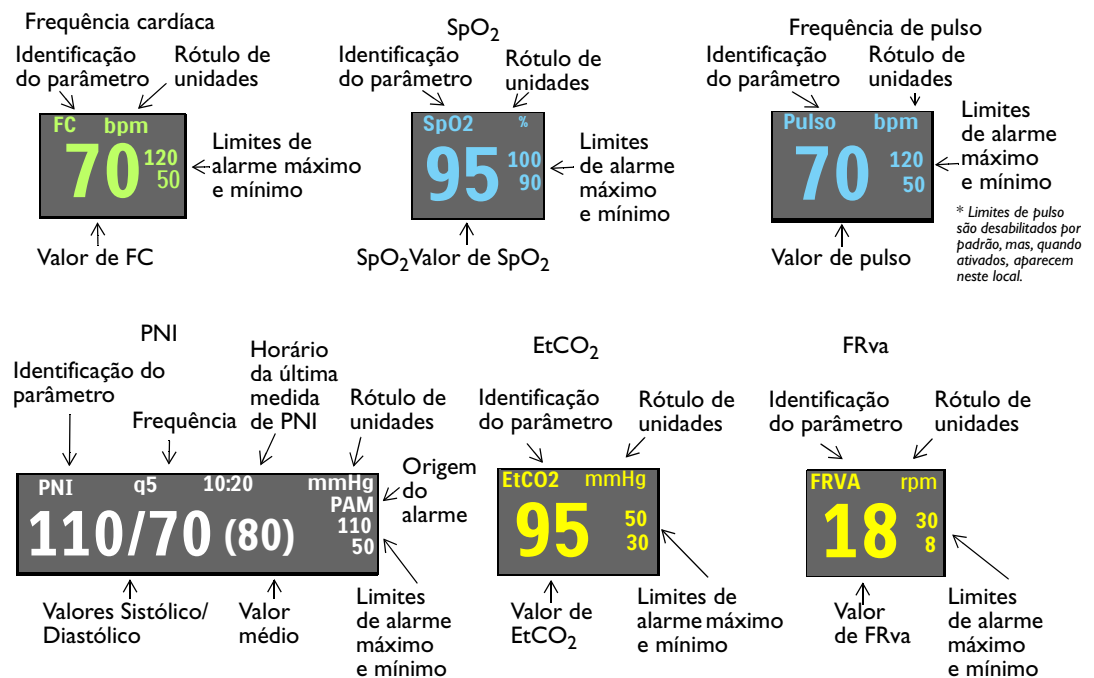 Frequência cardíaca
Identificação
do parâmetro
Rótulo de
unidades
FC bpm
70
120
50
Limites de
alarme máximo
e mínimo
Valor de FC
SpO2
Identificação
do parâmetro
Rótulo de
unidades
SpO2 %
95
100
90
Limites
de alarme
máximo
e mínimo
SpO2Valor de SpO2
Frequência de pulso
Identificação
do parâmetro
Rótulo de
unidades
Pulso bpm
70
120
50
Limites
de alarme
máximo
e mínimo
* Limites de pulso
são desabilitados por
padrão, mas, quando
ativados, aparecem
neste local.
Valor de pulso
PNI
Identificação do
parâmetro
Frequência
Horário
da última
medida
de PNI
Rótulo de
unidades
PNI q5 10:20 mmHg
PAM
110/70 (80)
110
50
Origem
do
alarme
Valores Sistólico/
Diastólico
Valor
médio
Limites
de alarme
máximo
e mínimo
EtCO2
Identificação
do parâmetro
Rótulo de
unidades
EtCO2 mmHg
95
50
30
Valor de
EtCO2
Limites de
alarme máximo
e mínimo
FRva
Identificação
do parâmetro
Rótulo de
unidades
FRVA rpm
18
30
8
Valor
de FRva
Limites
de alarme
máximo
e mínimo